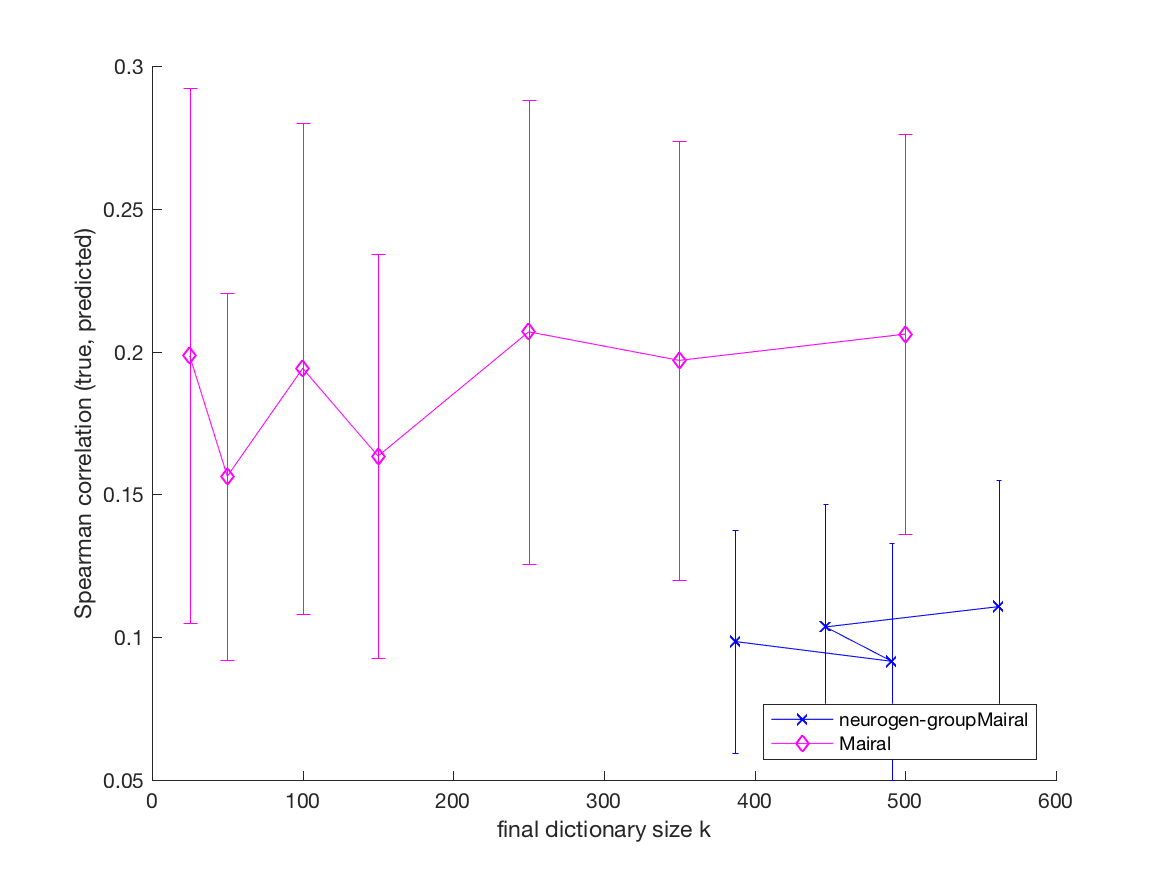 0.3
0.25
0.2
0.15
0.1
0.05
Spearman correlation (true, predicted)
neurogen-groupMairal
Mairal
0 100 200 300 400 500 600
final dictionary size k